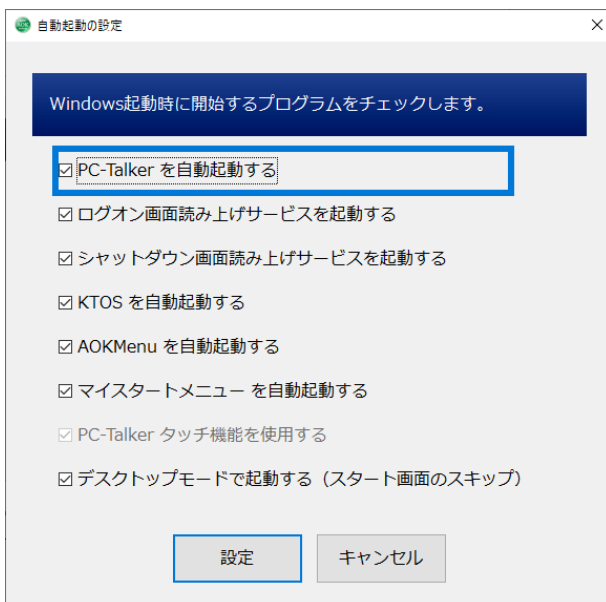 自動起動の設定
Windows起動時に開始するプログラムをチェックします。
PC-Talker を自動起動する
ログオン画面読み上げサービスを起動する
シャットダウン画面読み上げサービスを起動する
KTOS を自動起動する
AOKMenu を自動起動する
マイスタートメニュー を自動起動する
PC-Talker タッチ機能を使用する
デスクトップモードで起動する（スタート画面のスキップ）
設定
キャンセル